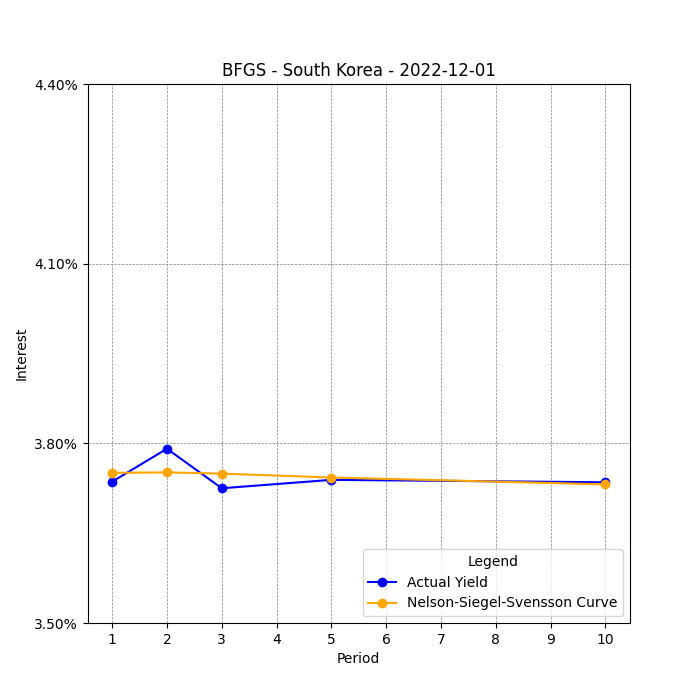 BFGS - South Korea - 2022-12-01
4.40%
4.10%
3.80%
3.50%
Interest
1 2 3 4 5 6 7 8 9 10
Period
Legend
Actual Yield
Nelson-Siegel-Svensson Curve